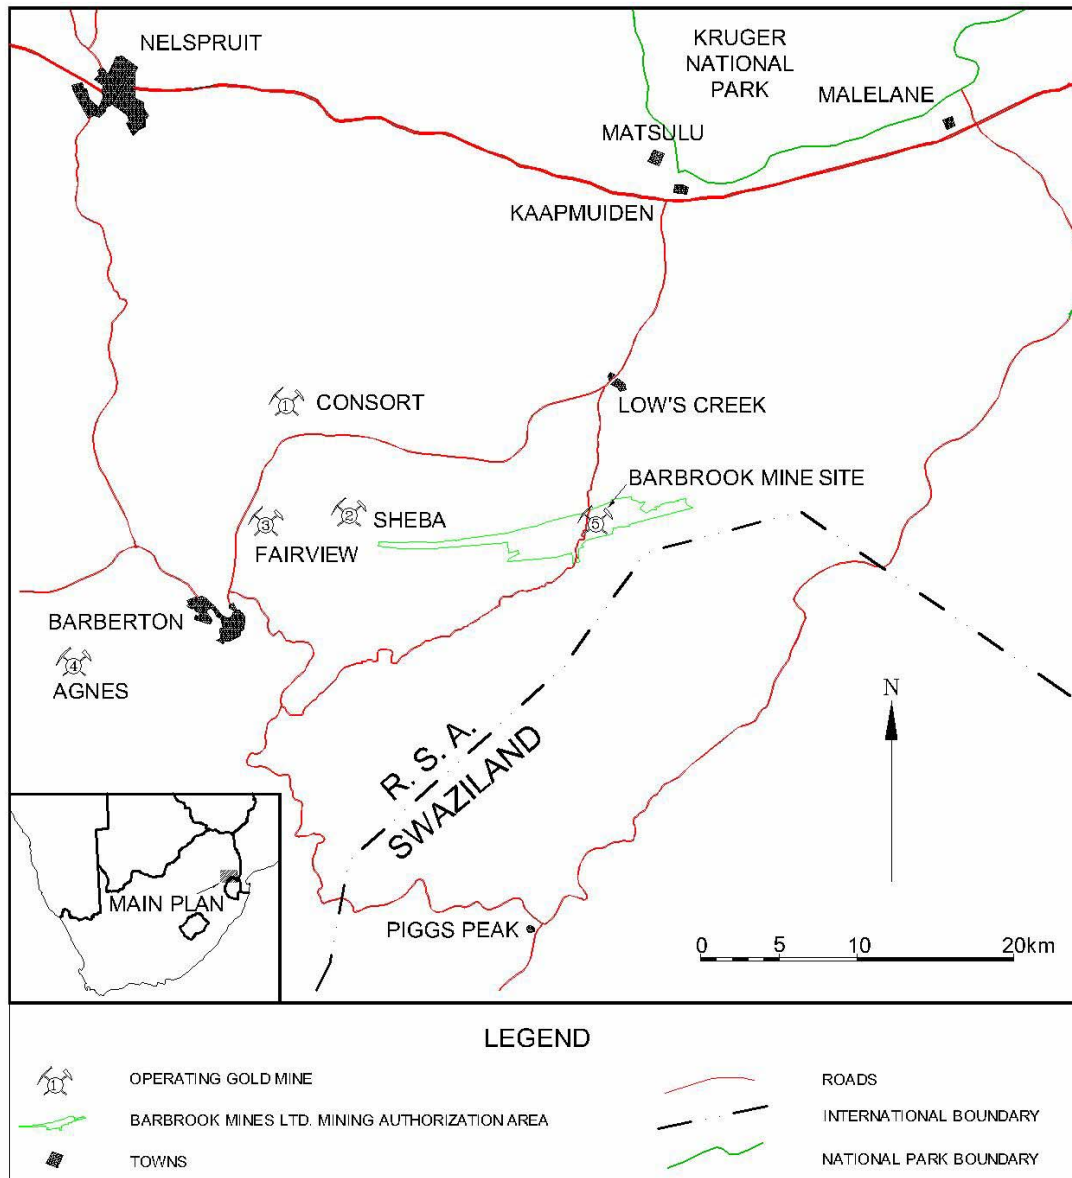 NELSPRUIT
KRUGER
NATIONAL
PARK
MALELANE
MATSULU
KAAPMUIDEN
1 CONSORT
LOW'S CREEK
BARBROOK MINE SITE
2 SHEBA
3
5
FAIRVIEW
BARBERTON
4
AGNES
N
R. S. A.
SWAZILAND
MAIN PLAN
PIGGS PEAK
0 5 10 20km
LEGEND
1 OPERATING GOLD MINE
BARBROOK MINES LTD. MINING AUTHORIZATION AREA
TOWNS
ROADS
INTERNATIONAL BOUNDARY
NATIONAL PARK BOUNDARY